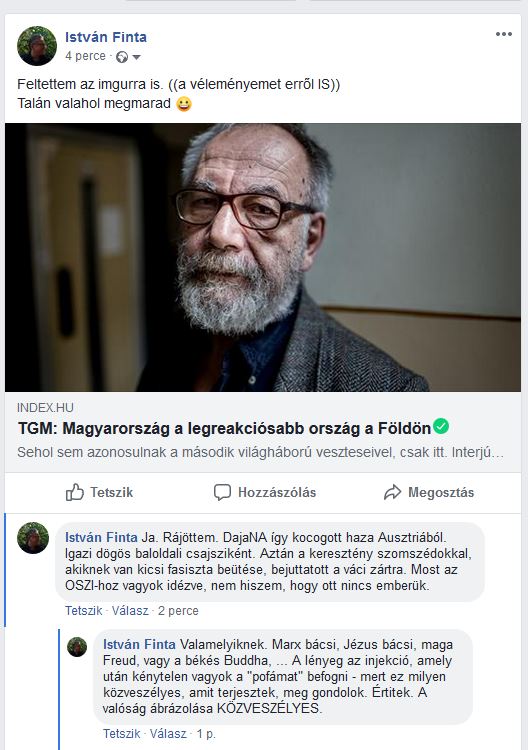 István Finta
4 perce ·
Feltettem az imgurra is. ((a véleményemet erről IS))
Talán valahol megmarad 😀
INDEX.HU
TGM: Magyarország a legreakciósabb ország a Földön
Sehol sem azonosulnak a második világháború veszteseivel, csak itt. Interjú…
Tetszik
Hozzászólás
Megosztás
István Finta Ja. Rájöttem. DajaNA így kocogott haza Ausztriából.
Igazi dögös baloldali csajsziként. Aztán a keresztény szomszédokkal,
akiknek van kicsi fasiszta beütése, bejuttatott a váci zártra. Most az
OSZI-hoz vagyok idézve, nem hiszem, hogy ott nincs emberük.
Tetszik · Válasz · 2 perce
István Finta Valamelyiknek. Marx bácsi, Jézus bácsi, maga
Freud, vagy a békés Buddha, ... A lényeg az injekció, amely
után kénytelen vagyok a "pofámat" befogni - mert ez milyen
közveszélyes, amit terjesztek, meg gondolok. Értitek. A
valóság ábrázolása KÖZVESZÉLYES.
Tetszik · Válasz · 1 p.